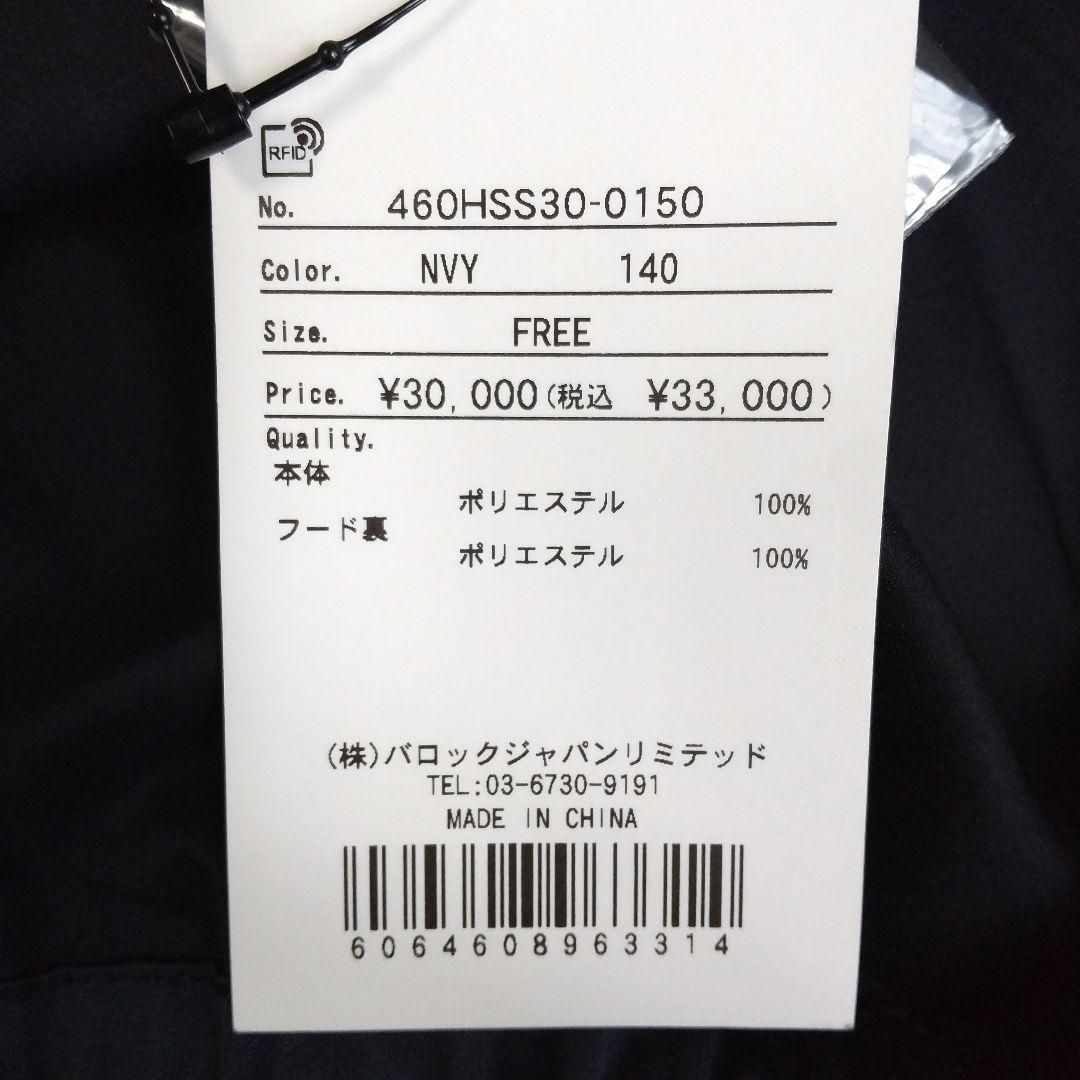 RFID
No. 460HSS30-0150
Color. NVY 140
Size. FREE
Price. ¥30,000(税込 ¥33,000)
Quality.
本体
ポリエステル 100%
フード裏
ポリエステル 100%
(株)バロックジャパンリミテッド
TEL:03-6730-9191
MADE IN CHINA
6064608963314